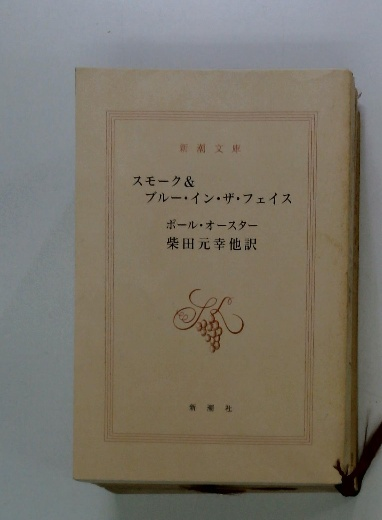 新潮文庫
スモーク&
ブルー・イン・ザ・フェイス
ポール・オースター
柴田元幸他訳
新潮社